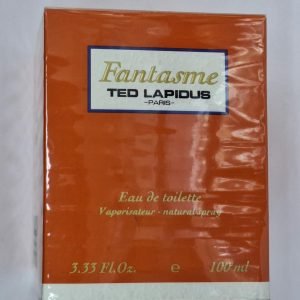 Fantasme
TED LAPIDUS
-PARIS-
Eau de toilette
Vaporisateur - natural spray
3.33 Fl.Oz. e 100 ml